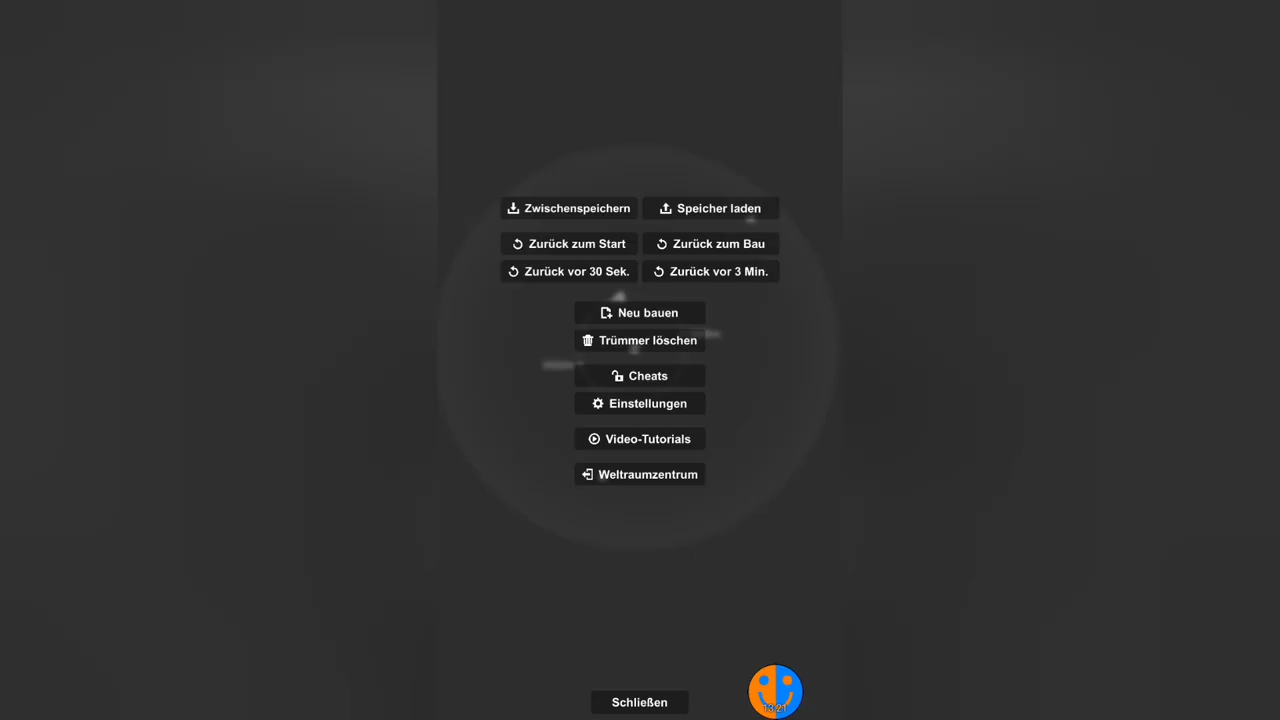 Zwischenspeichern Speicher laden
Zurück zum Start Zurück zum Bau
Zurück vor 30 Sek. Zurück vor 3 Min.
Neu bauen
Trümmer löschen
Cheats
Einstellungen
Video-Tutorials
Weltraumzentrum
Schließen